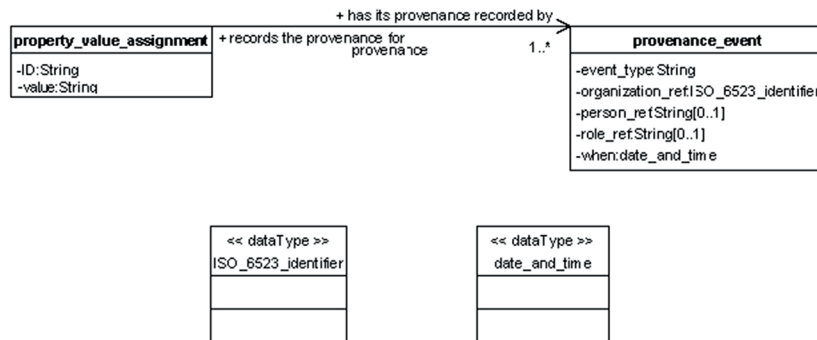 + has its provenance recorded by
property_value_assignment
+ records the provenance for
provenance
1..*
provenance_event
-ID:String
-value:String
-event_type:String
-organization_ref:ISO_6523_identifier
-person_ref:String[0..1]
-role_ref:String[0..1]
-when:date_and_time
<< dataType >>
ISO_6523_identifier
<< dataType >>
date_and_time